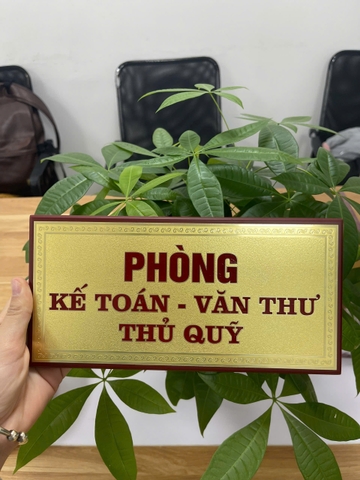 PHÒNG
KẾ TOÁN - VĂN THƯ
THỦ QUỸ